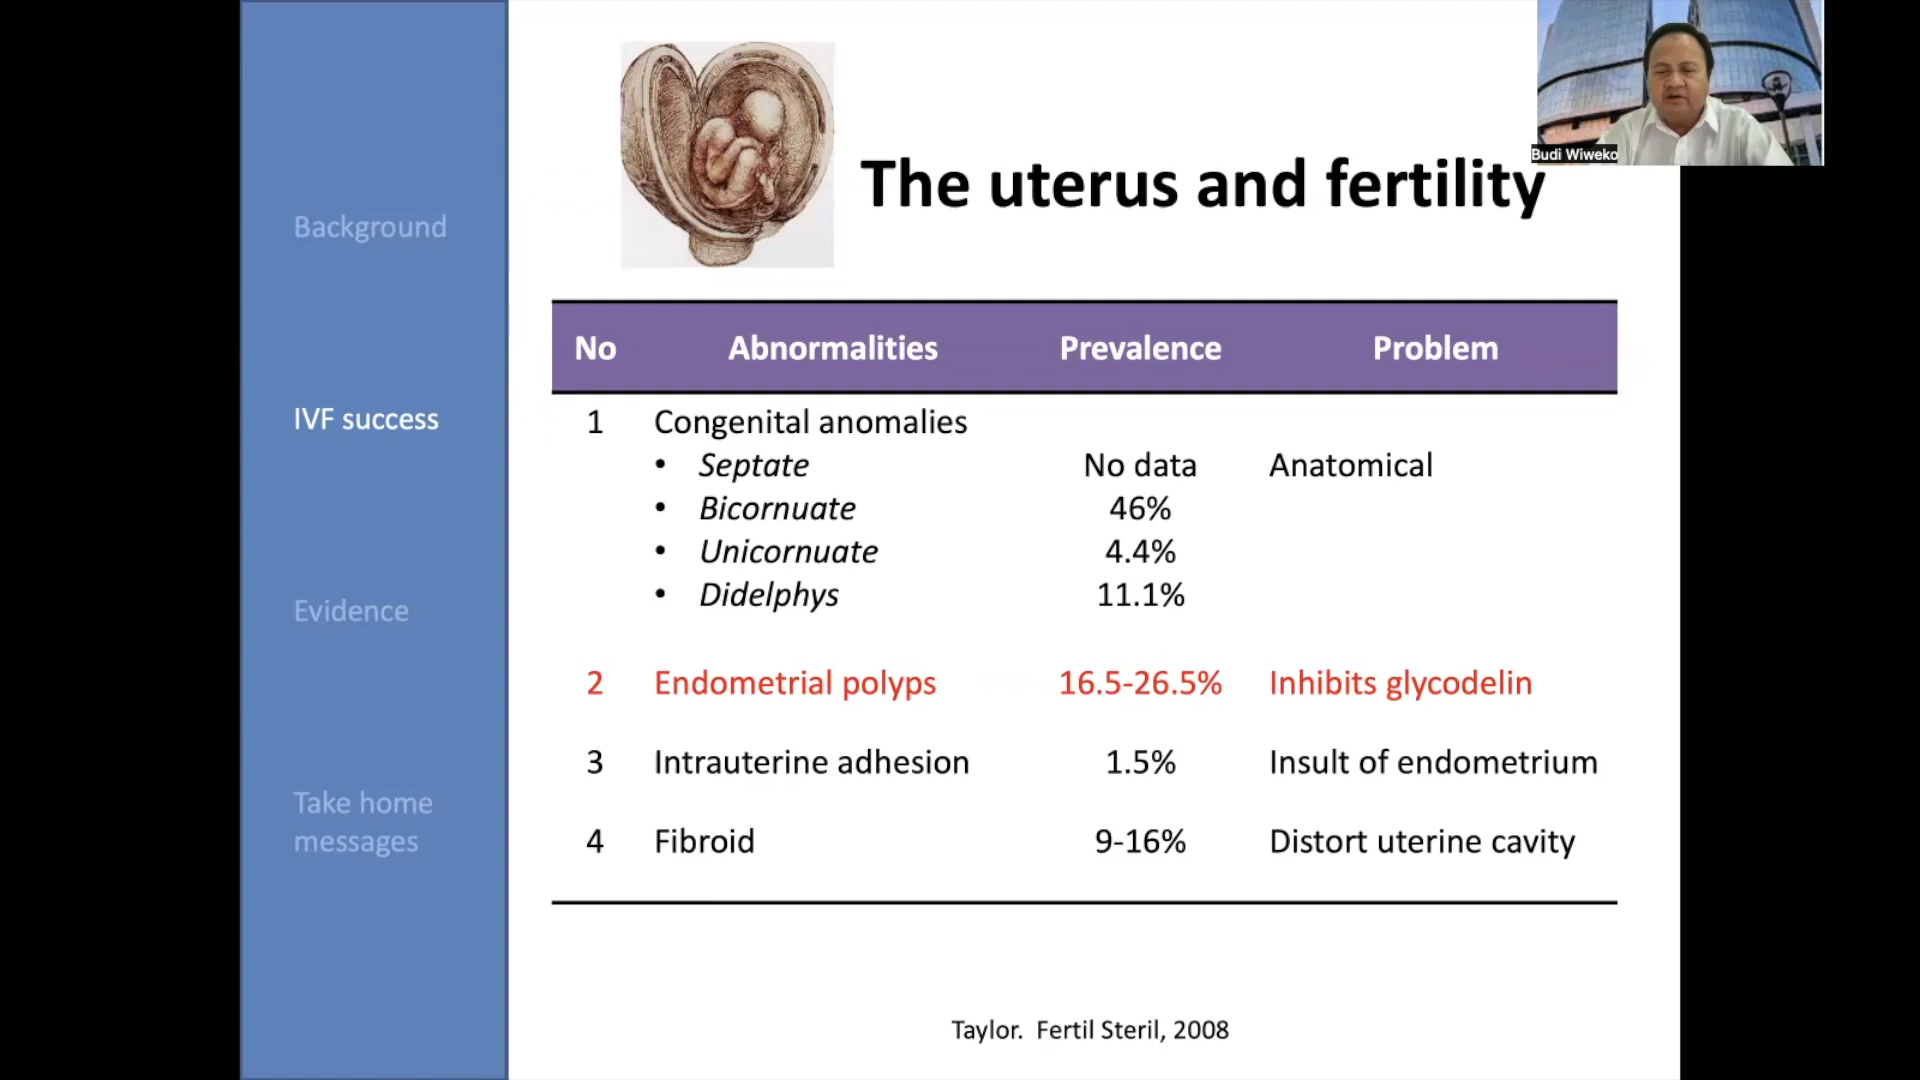 Budi Wiweko
The uterus and fertility
Background
IVF success
Evidence
Take home
messages
No Abnormalities Prevalence Problem
1 Congenital anomalies
• Septate No data Anatomical
• Bicornuate 46%
• Unicornuate 4.4%
• Didelphys 11.1%
2 Endometrial polyps 16.5-26.5% Inhibits glycodelin
3 Intrauterine adhesion 1.5% Insult of endometrium
4 Fibroid 9-16% Distort uterine cavity
Taylor. Fertil Steril, 2008